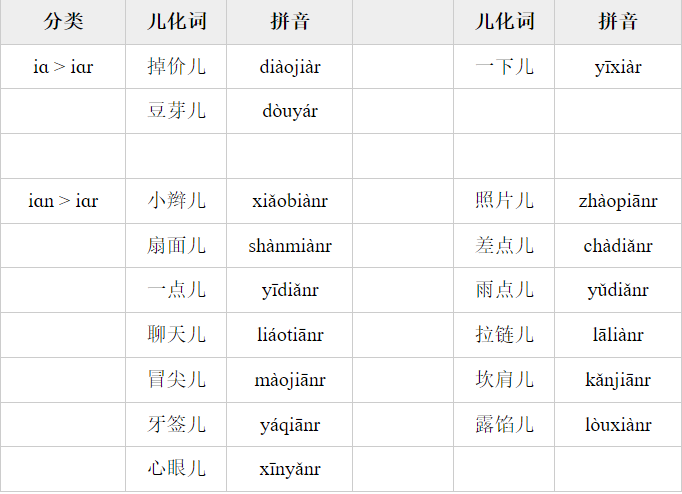 分类 儿化词 拼音 儿化词 拼音
iɑ > iɑr 掉价儿 diàojiàr 一下儿 yīxiàr
豆芽儿 dòuyár
iɑn > iɑr 小辫儿 xiǎobiànr 照片儿 zhàopiānr
扇面儿 shànmiànr 差点儿 chàdiǎnr
一点儿 yīdiǎnr 雨点儿 yǔdiǎnr
聊天儿 liáotiānr 拉链儿 lāliànr
冒尖儿 màojiānr 坎肩儿 kǎnjiānr
牙签儿 yáqiānr 露馅儿 lòuxiànr
心眼儿 xīnyǎnr